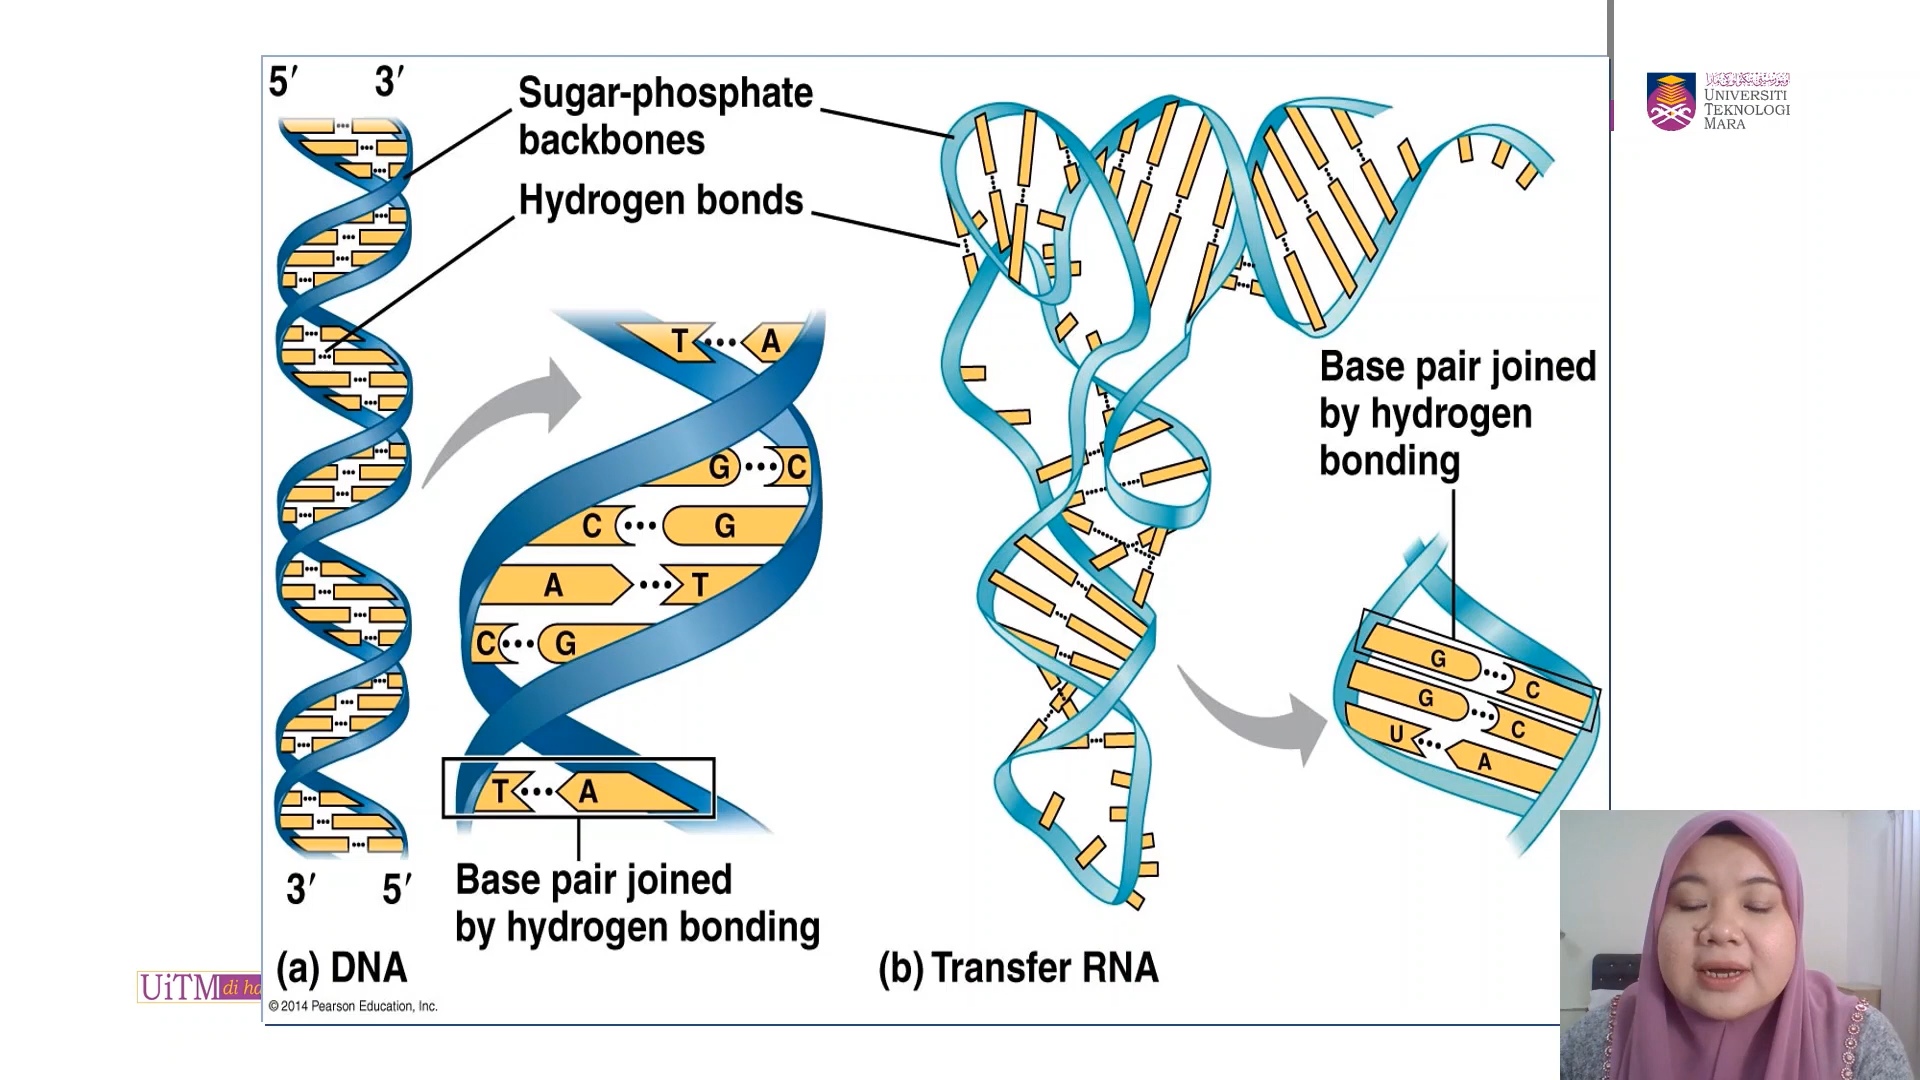 5′ 3′
Sugar-phosphate
backbones
Hydrogen bonds
T A
G C
C G
A T
C G
T A
3′ 5′
Base pair joined
by hydrogen bonding
(a) DNA
© 2014 Pearson Education, Inc.
Base pair joined
by hydrogen
bonding
G C
G C
U A
(b) Transfer RNA
UNIVERSITI
TEKNOLOGI
MARA
UiTM di